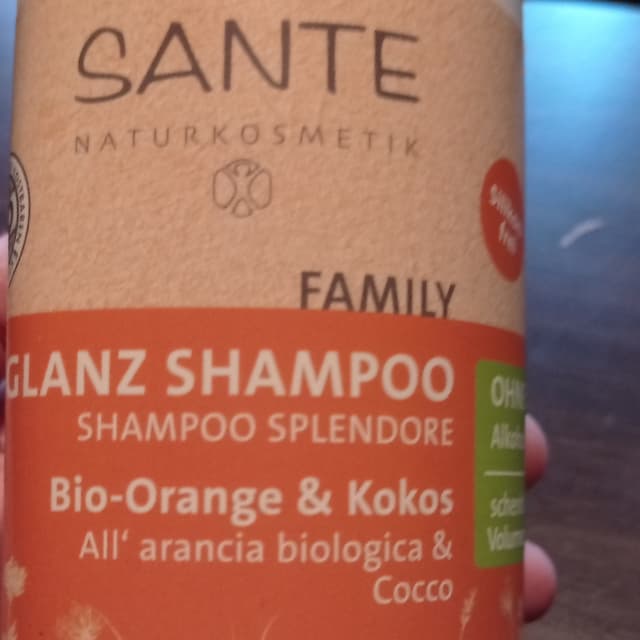 SANTE
NATURKOSMETIK
FAMILY
GLANZ SHAMPOO
SHAMPOO SPLENDORE
Bio-Orange & Kokos
All‘ arancia biologica &
Cocco